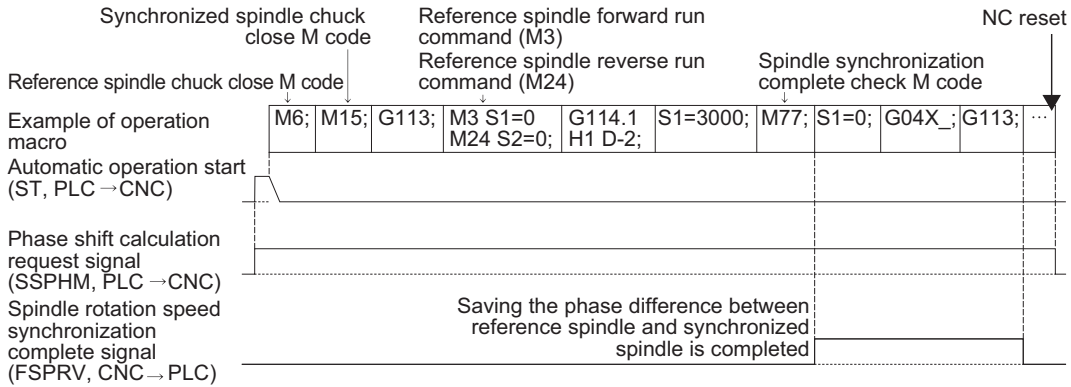 Synchronized spindle chuck
close M code
Reference spindle forward run
command (M3)
NC reset
Reference spindle chuck close M code
Reference spindle reverse run
command (M24)
Spindle synchronization
complete check M code
Example of operation
macro
M6; M15; G113; M3 S1=0 G114.1 S1=3000; M77; S1=0; G04X_; G113; ...
M24 S2=0; H1 D-2;
Automatic operation start
(ST, PLC →CNC)
Phase shift calculation
request signal
(SSPHM, PLC →CNC)
Spindle rotation speed
synchronization
complete signal
(FSPRV, CNC→PLC)
Saving the phase difference between
reference spindle and synchronized
spindle is completed